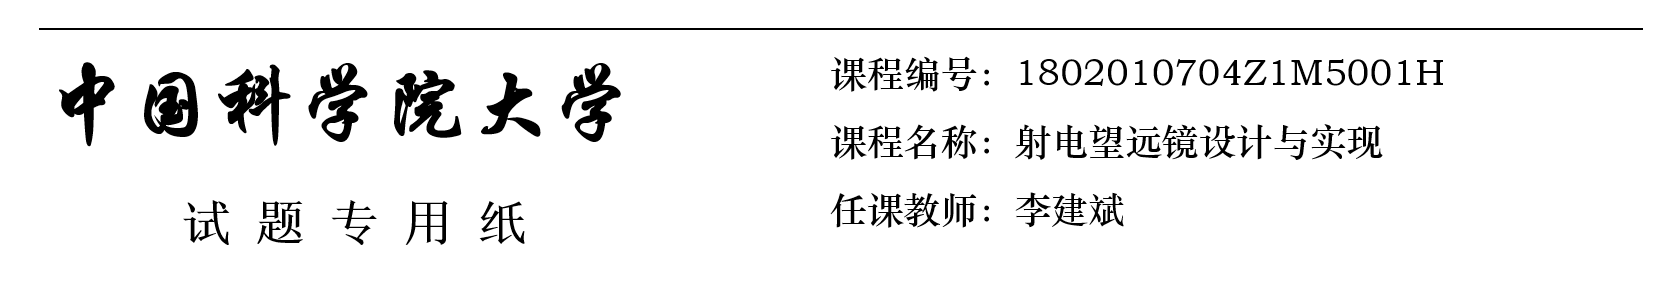 中国科学院大学
试题专用纸
课程编号：1802010704Z1M5001H
课程名称：射电望远镜设计与实现
任课教师：李建斌